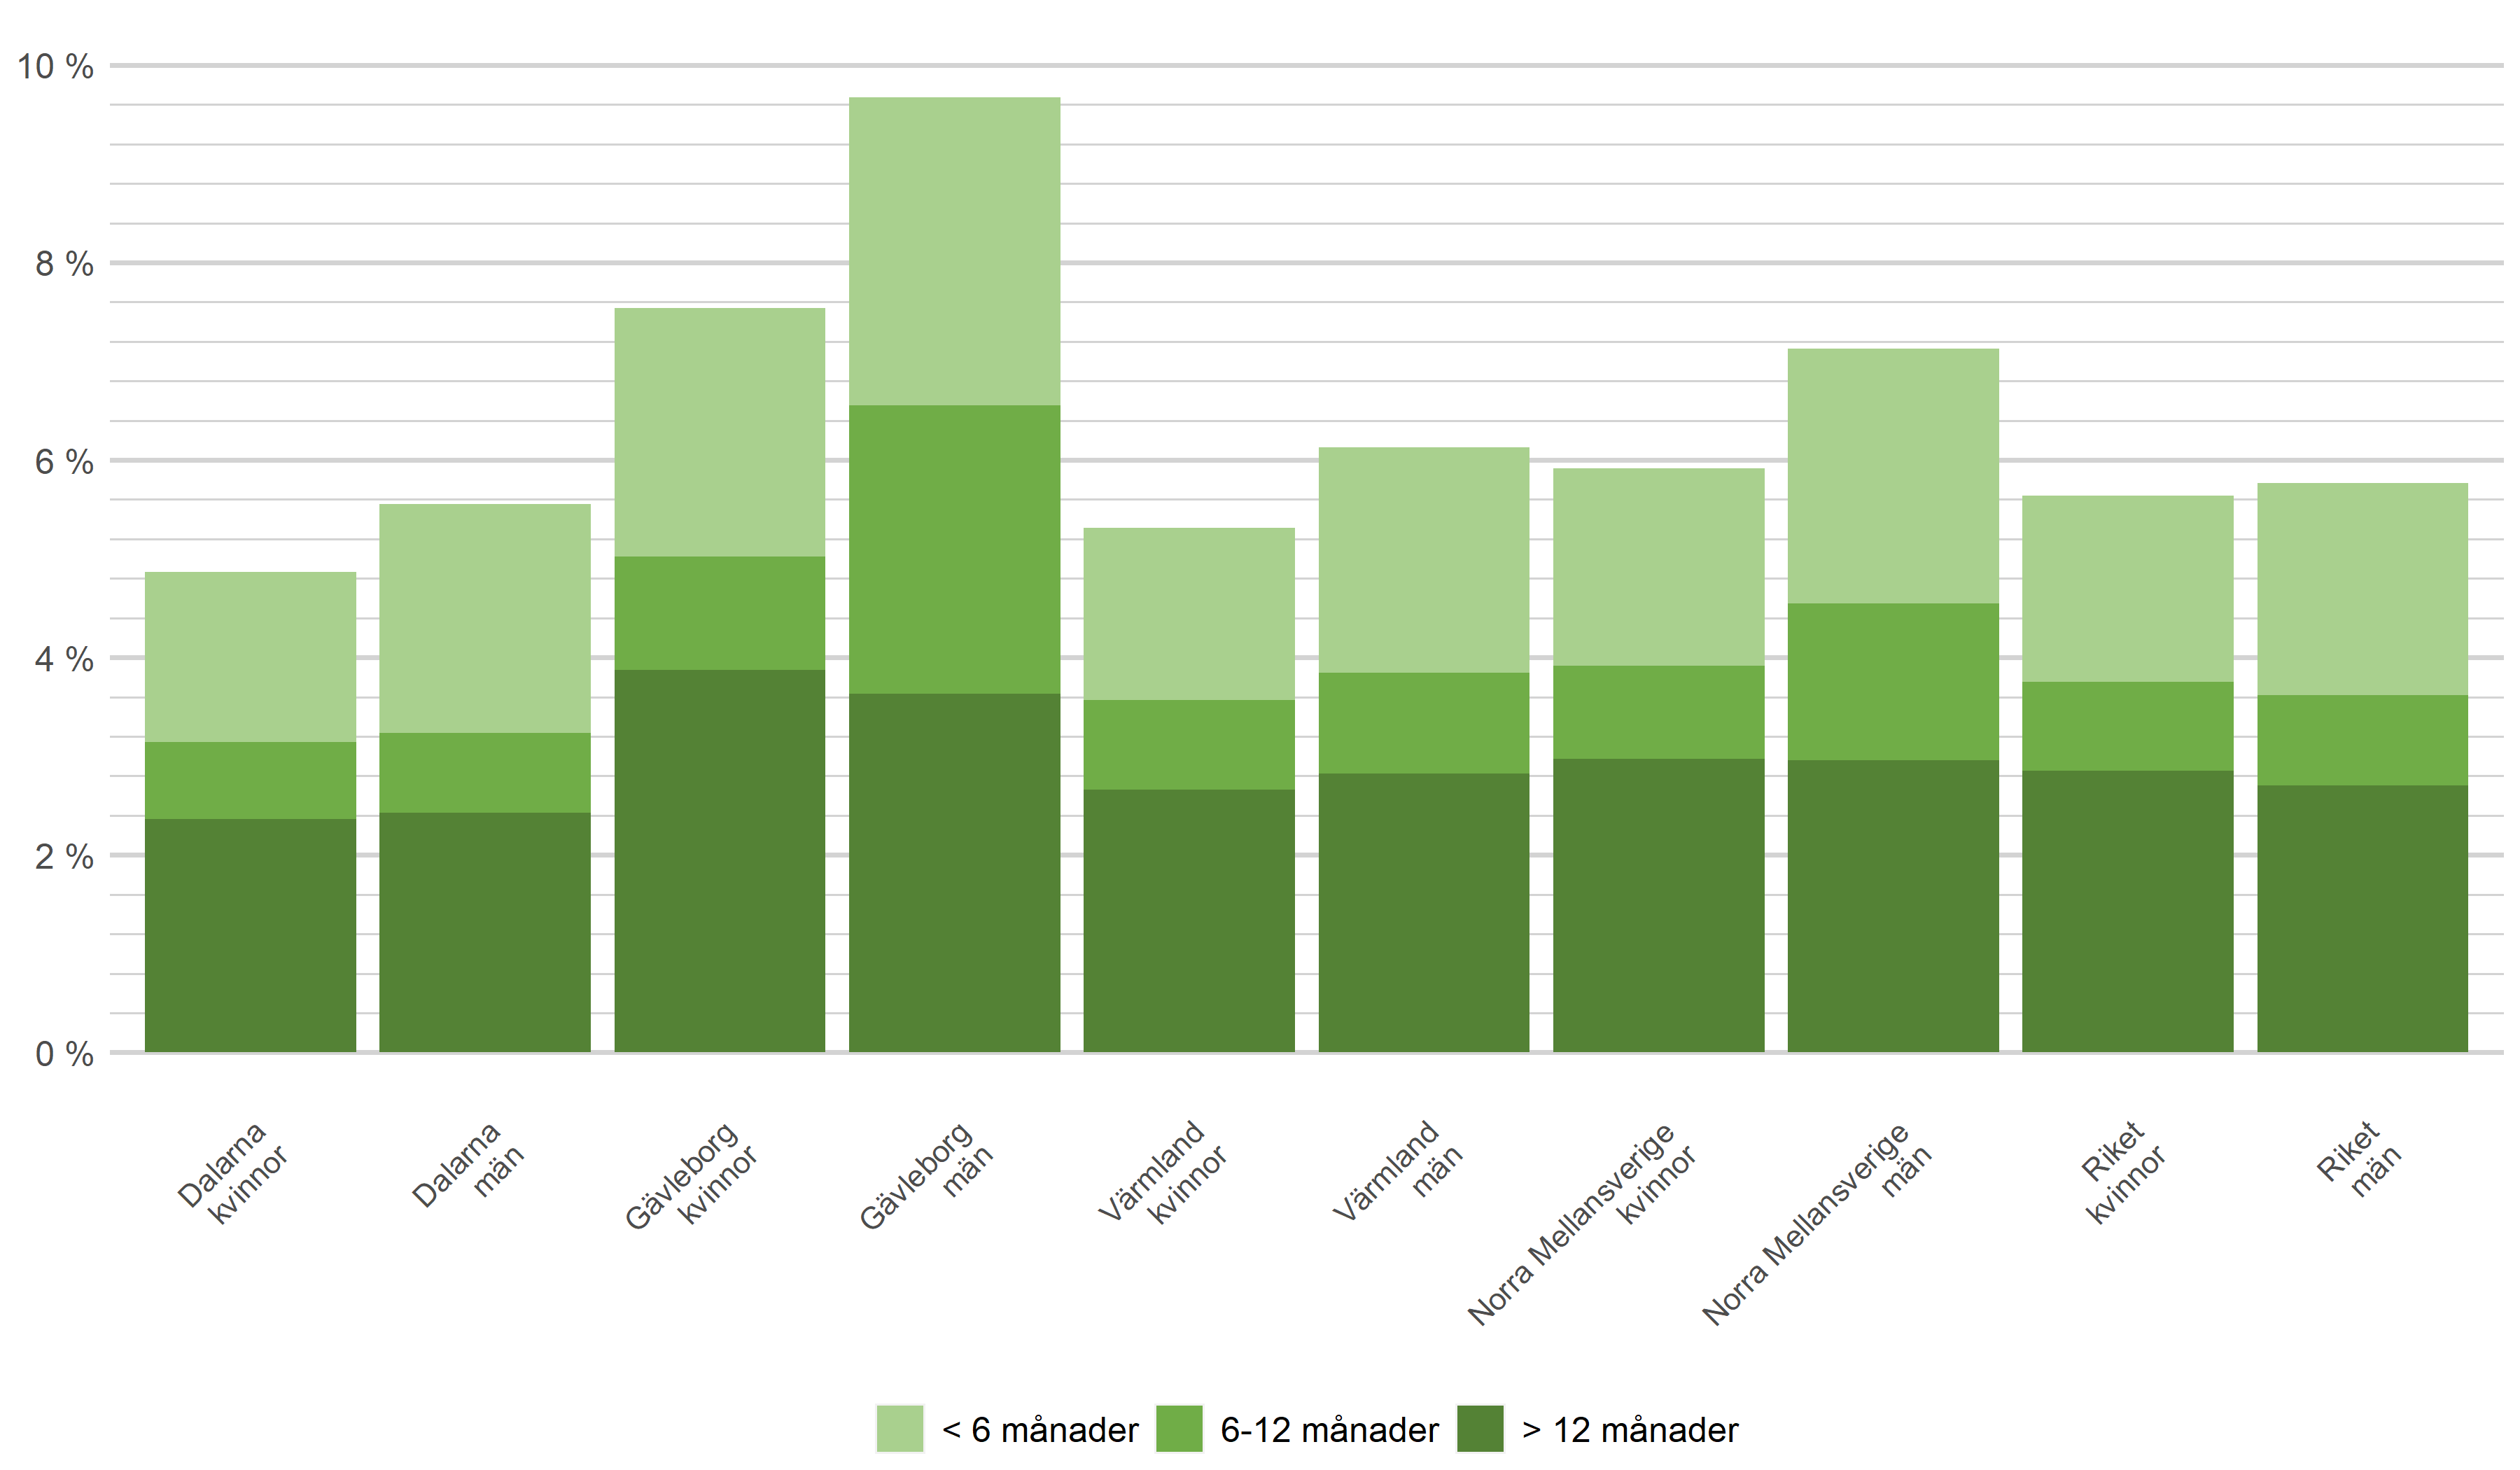 10 %
8 %
6 %
4 %
2 %
0 %
Dalarna
kvinnor
Dalarna
män
Gävleborg
kvinnor
Gävleborg
män
Värmland
kvinnor
Värmland
män
Norra Mellansverige
kvinnor
Norra Mellansverige
män
Riket
kvinnor
Riket
män
< 6 månader
6-12 månader
> 12 månader